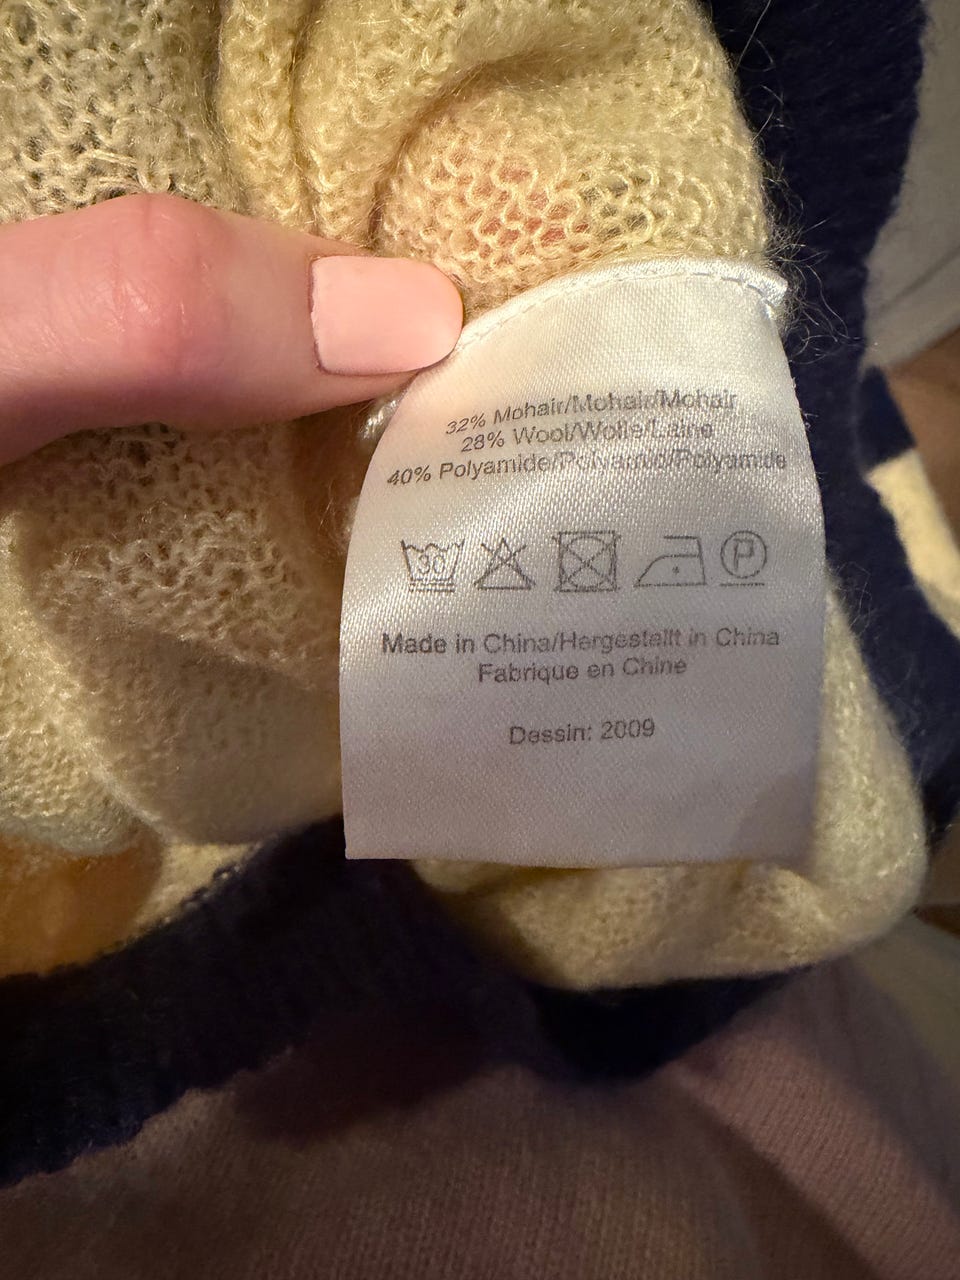 32% Mohair/Mohair/Mohair
28% Wool/Wolle/Laine
40% Polyamide/Polyamid/Polyamide
30 P
Made in China/Hergestellt in China
Fabrique en Chine
Dessin: 2009